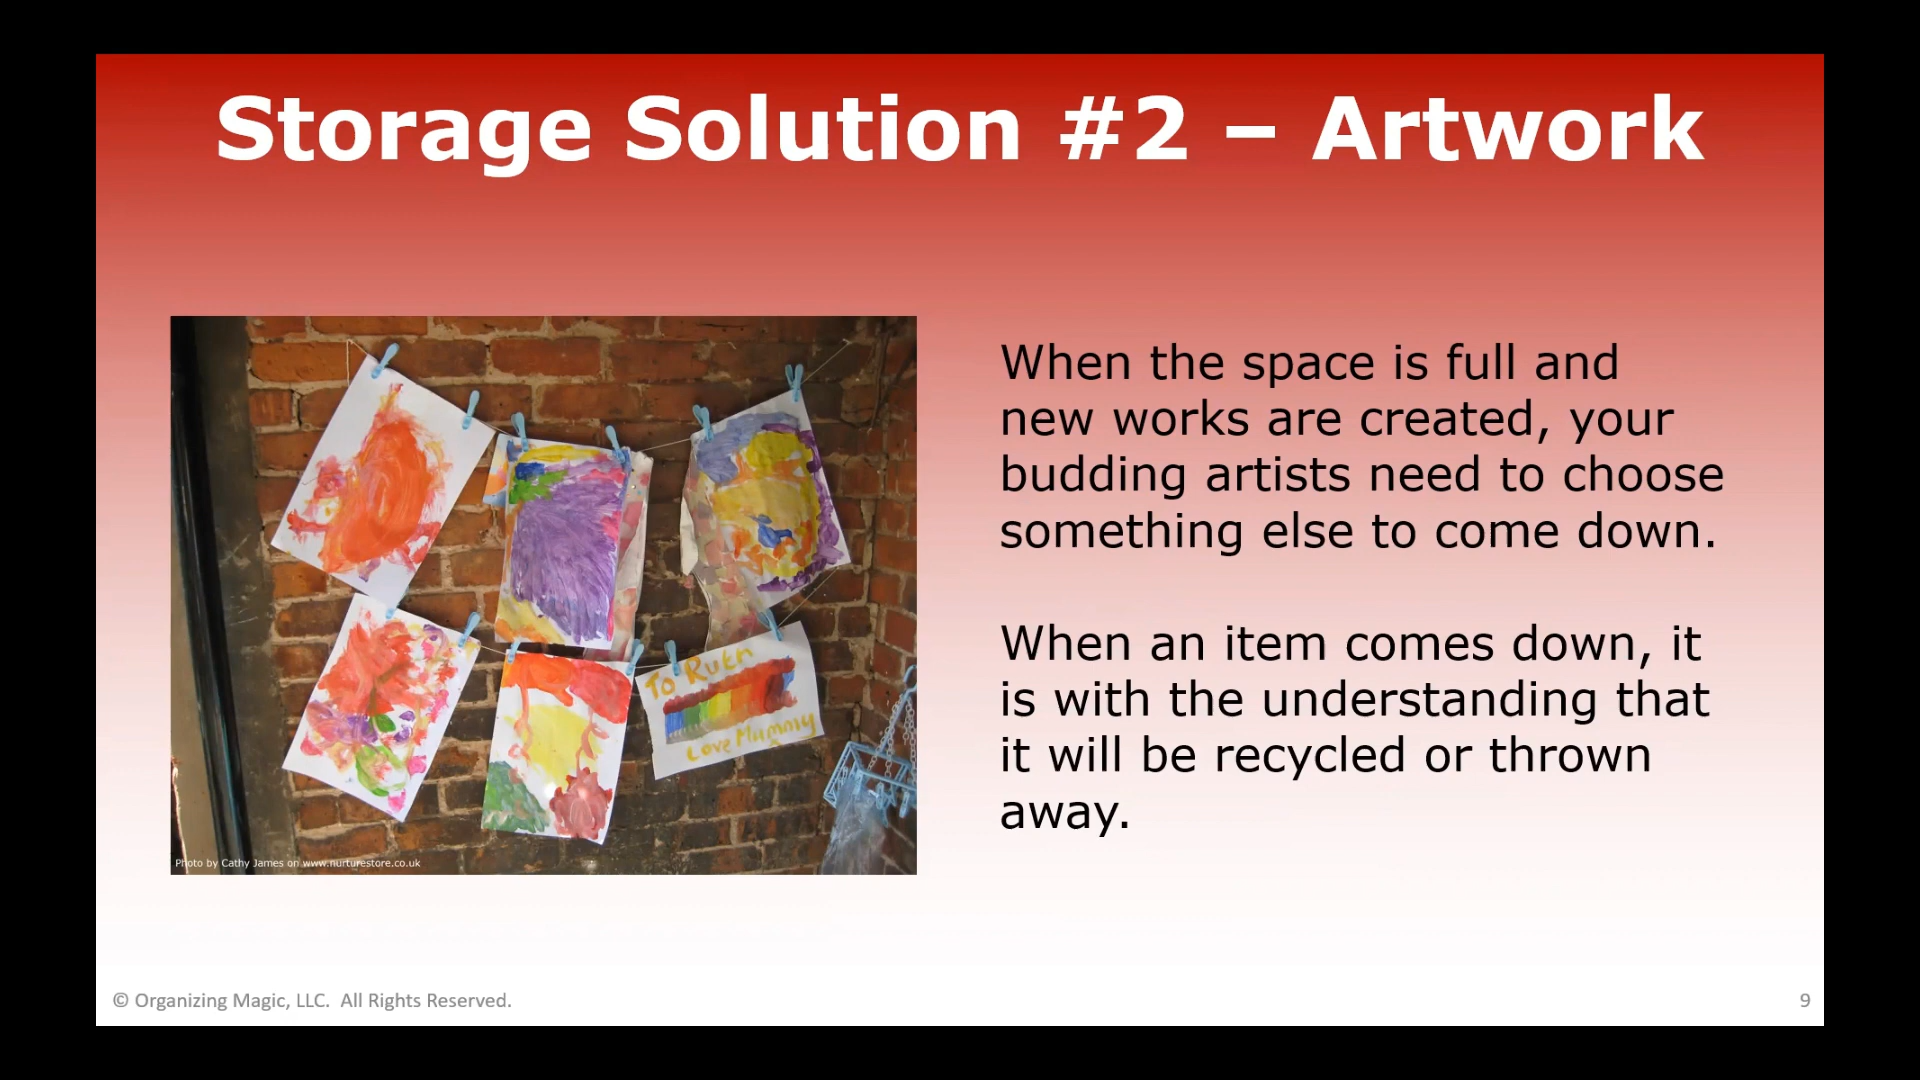 Storage Solution #2 – Artwork
When the space is full and
new works are created, your
budding artists need to choose
something else to come down.
When an item comes down, it
is with the understanding that
it will be recycled or thrown
away.
To Ruth
Love Mummy
Photo by Cathy James on www.nurturestore.co.uk
© Organizing Magic, LLC.  All Rights Reserved.
9